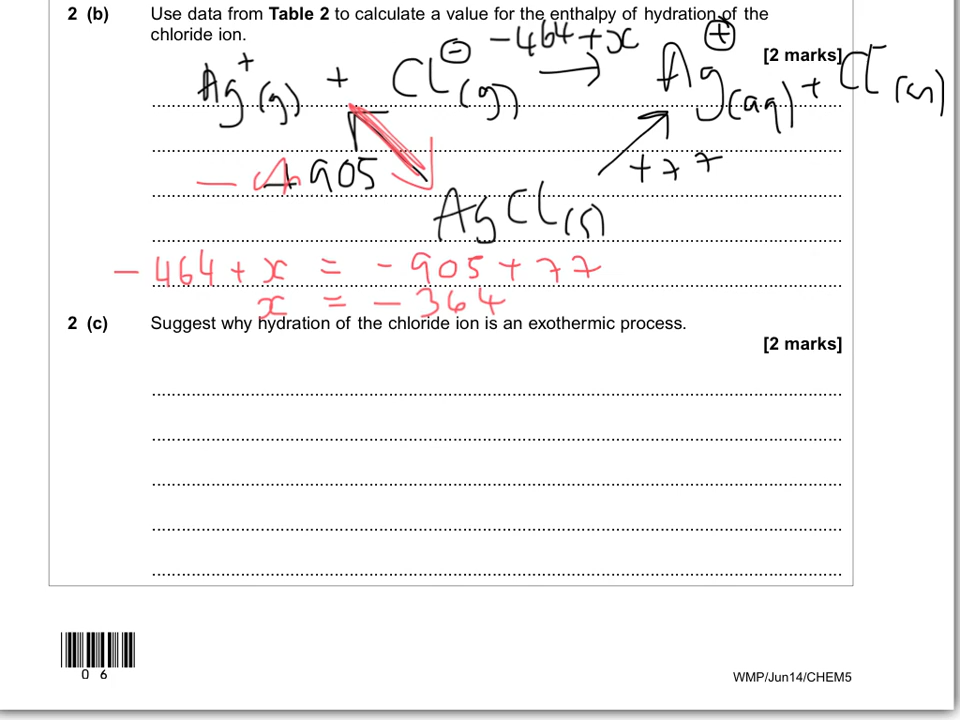 2 (b) Use data from Table 2 to calculate a value for the enthalpy of hydration of the
chloride ion.
[2 marks]
-464+x
Ag+(g) + Cl⊖(g) → Ag⊕(aq) + Cl-(aq)
- 905
+77
AgCl(s)
-464+x = -905+77
x = -364
2 (c) Suggest why hydration of the chloride ion is an exothermic process.
[2 marks]
0 6
WMP/Jun14/CHEM5